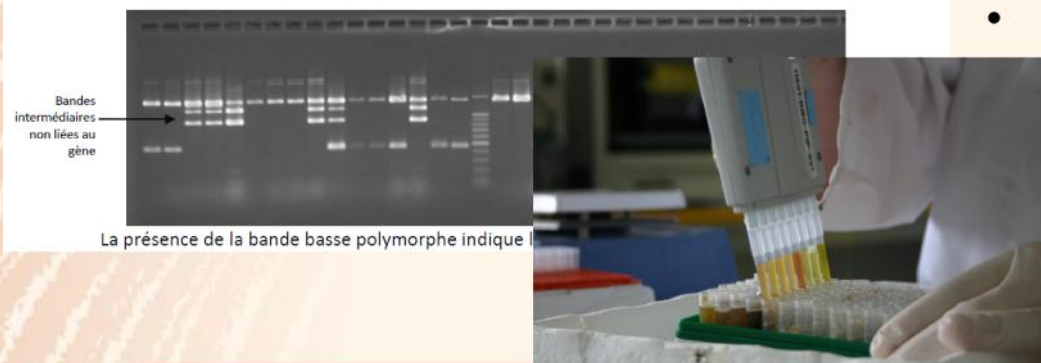 Bandes
intermédiaires
non liées au
gène
La présence de la bande basse polymorphe indique l